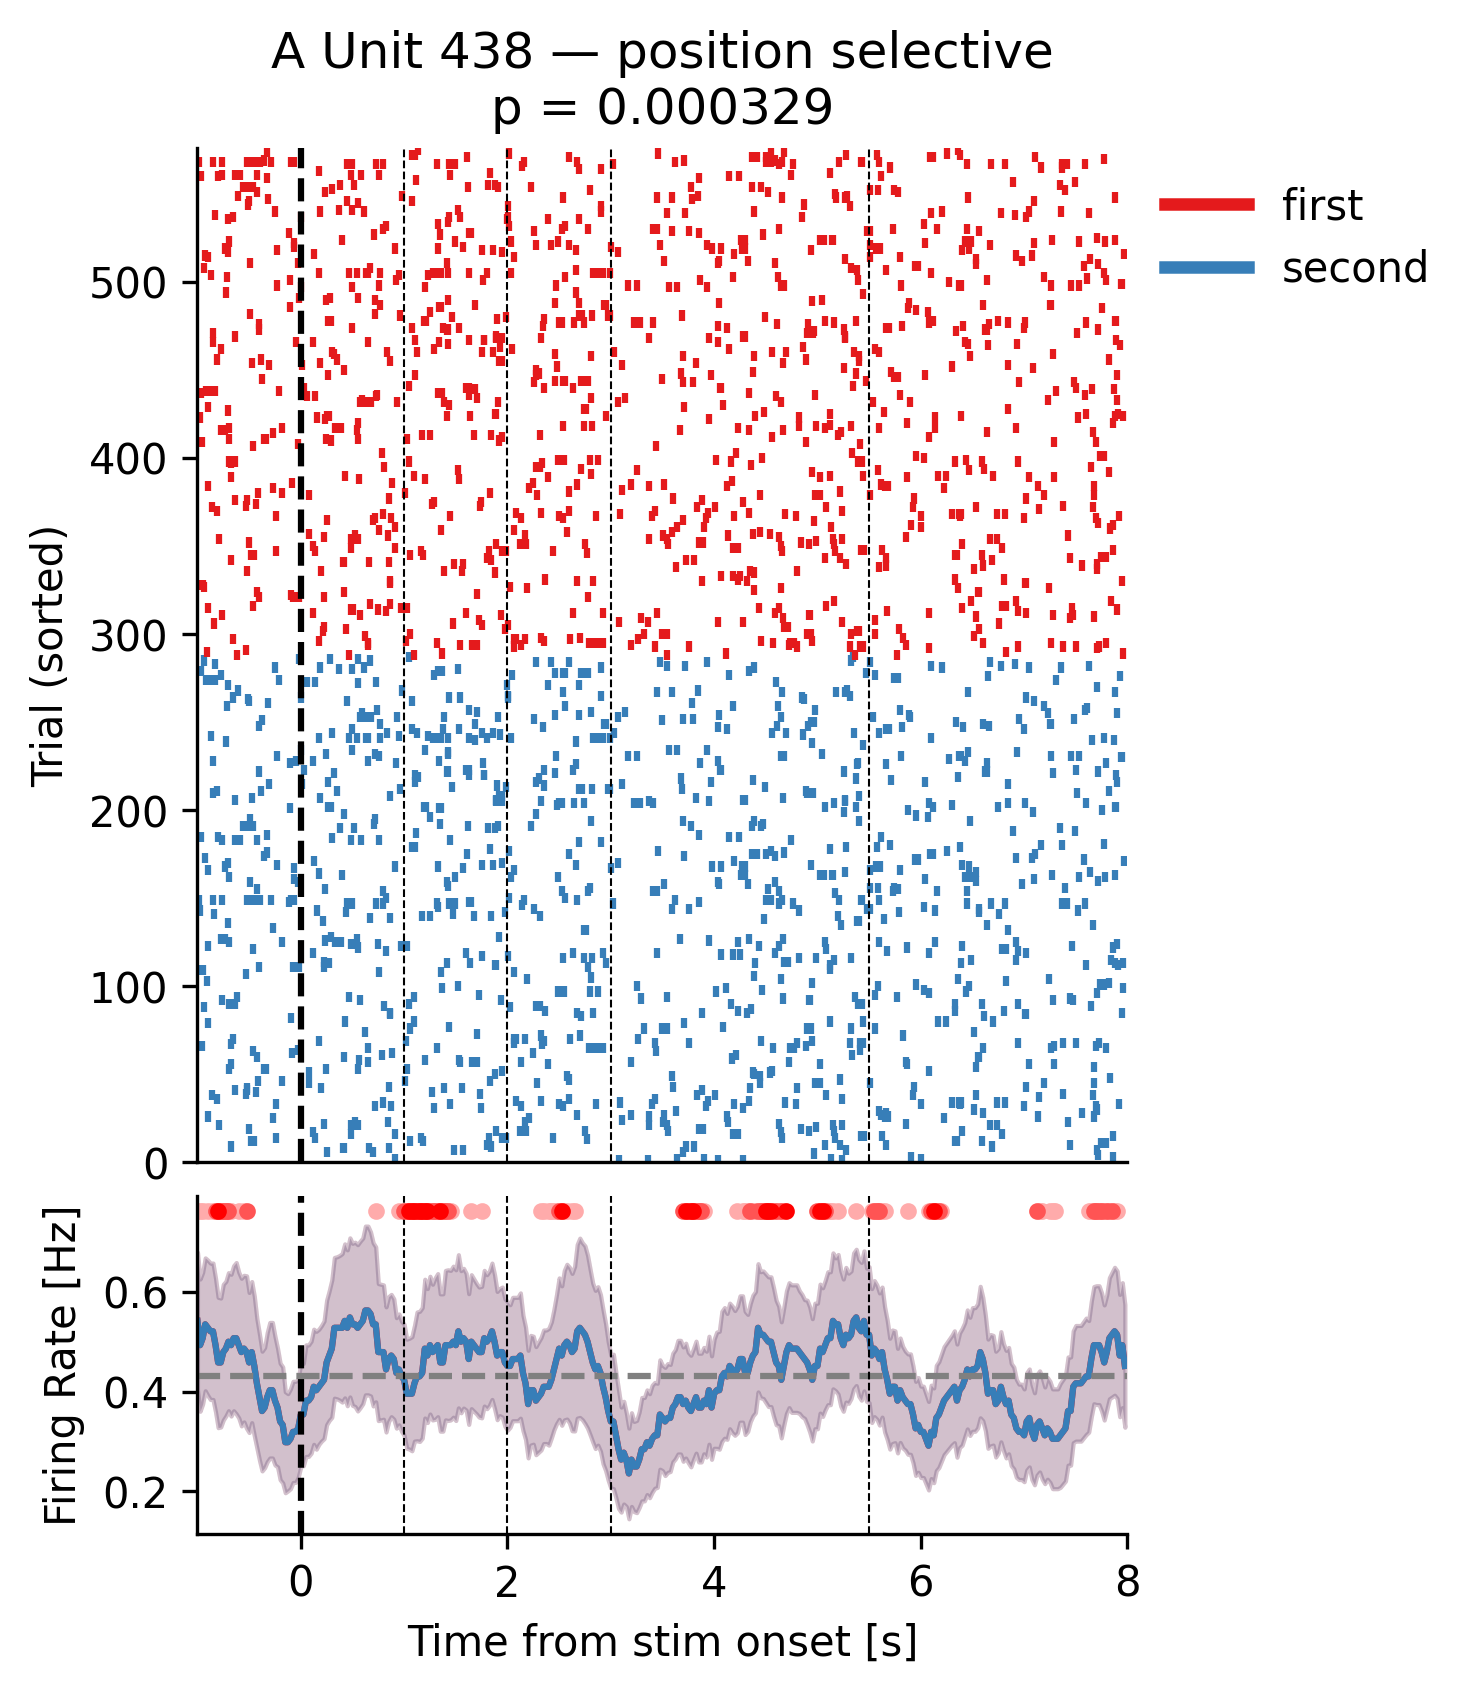 A Unit 438 — position selective
p = 0.000329
first
second
Trial (sorted)
500
400
300
200
100
0
Firing Rate [Hz]
0.6
0.4
0.2
0 2 4 6 8
Time from stim onset [s]